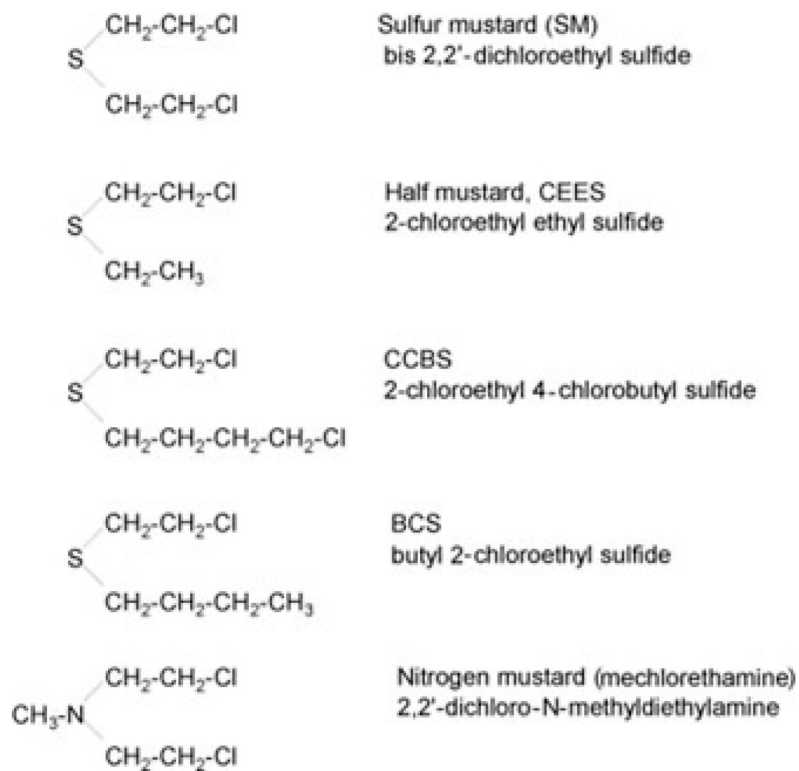 CH₂-CH₂-Cl
S
CH₂-CH₂-Cl
Sulfur mustard (SM)
bis 2,2'-dichloroethyl sulfide
CH₂-CH₂-Cl
S
CH₂-CH₃
Half mustard, CEES
2-chloroethyl ethyl sulfide
CH₂-CH₂-Cl
S
CH₂-CH₂-CH₂-CH₂-Cl
CCBS
2-chloroethyl 4-chlorobutyl sulfide
CH₂-CH₂-Cl
S
CH₂-CH₂-CH₂-CH₃
BCS
butyl 2-chloroethyl sulfide
CH₂-CH₂-Cl
CH₃-N
CH₂-CH₂-Cl
Nitrogen mustard (mechlorethamine)
2,2'-dichloro-N-methyldiethylamine